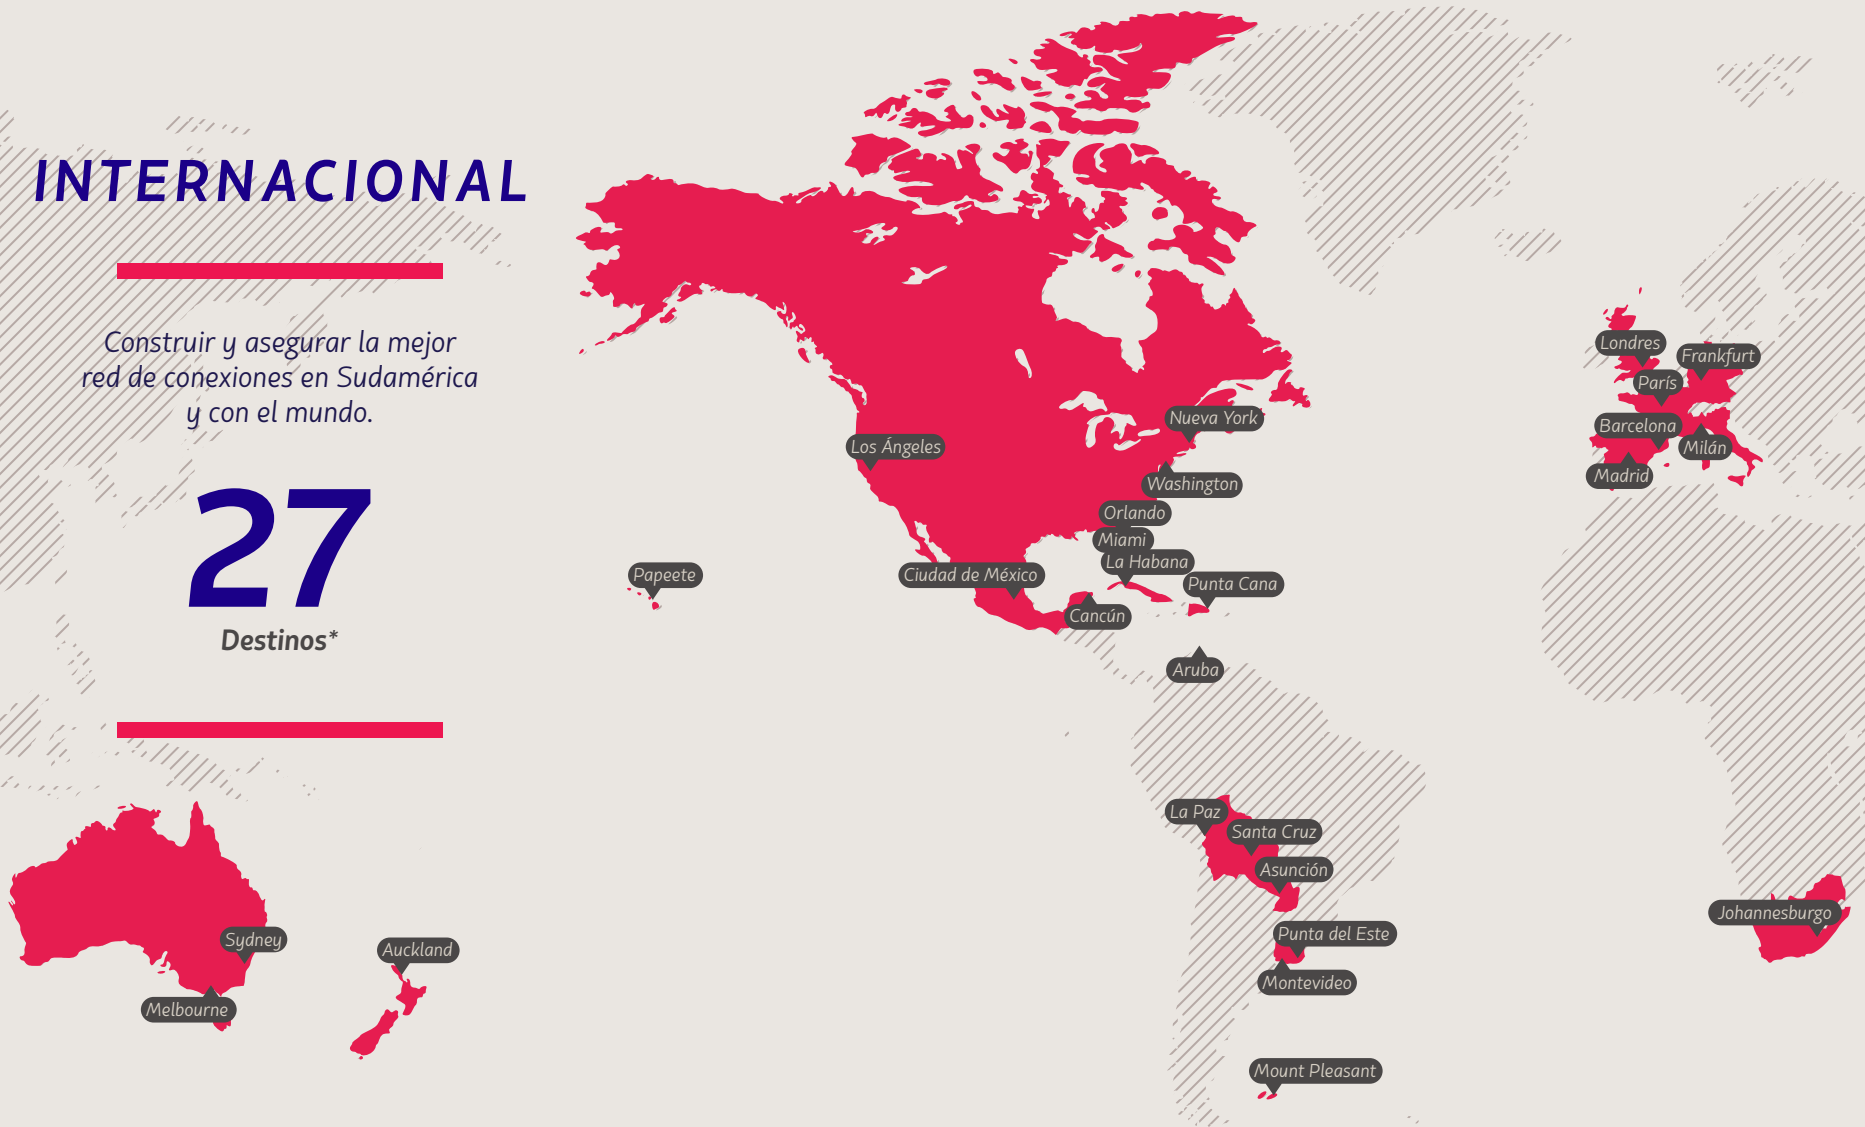 INTERNACIONAL
Construir y asegurar la mejor
red de conexiones en Sudamérica
y con el mundo.
27
Destinos*
Londres
Frankfurt
París
Nueva York
Barcelona
Los Ángeles
Milán
Madrid
Washington
Orlando
Miami
La Habana
Papeete
Ciudad de México
Punta Cana
Cancún
Aruba
La Paz
Santa Cruz
Asunción
Johannesburgo
Punta del Este
Sydney
Auckland
Montevideo
Melbourne
Mount Pleasant